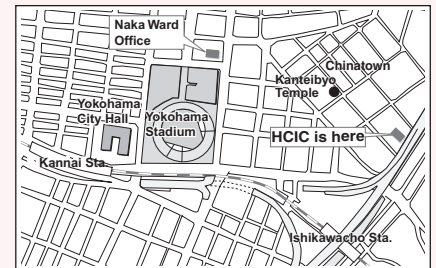 Naka Ward
Office
Chinatown
Kanteibyo
Temple
Yokohama
City Hall
Yokohama
Stadium
HCIC is here
Kannai Sta.
Ishikawacho Sta.